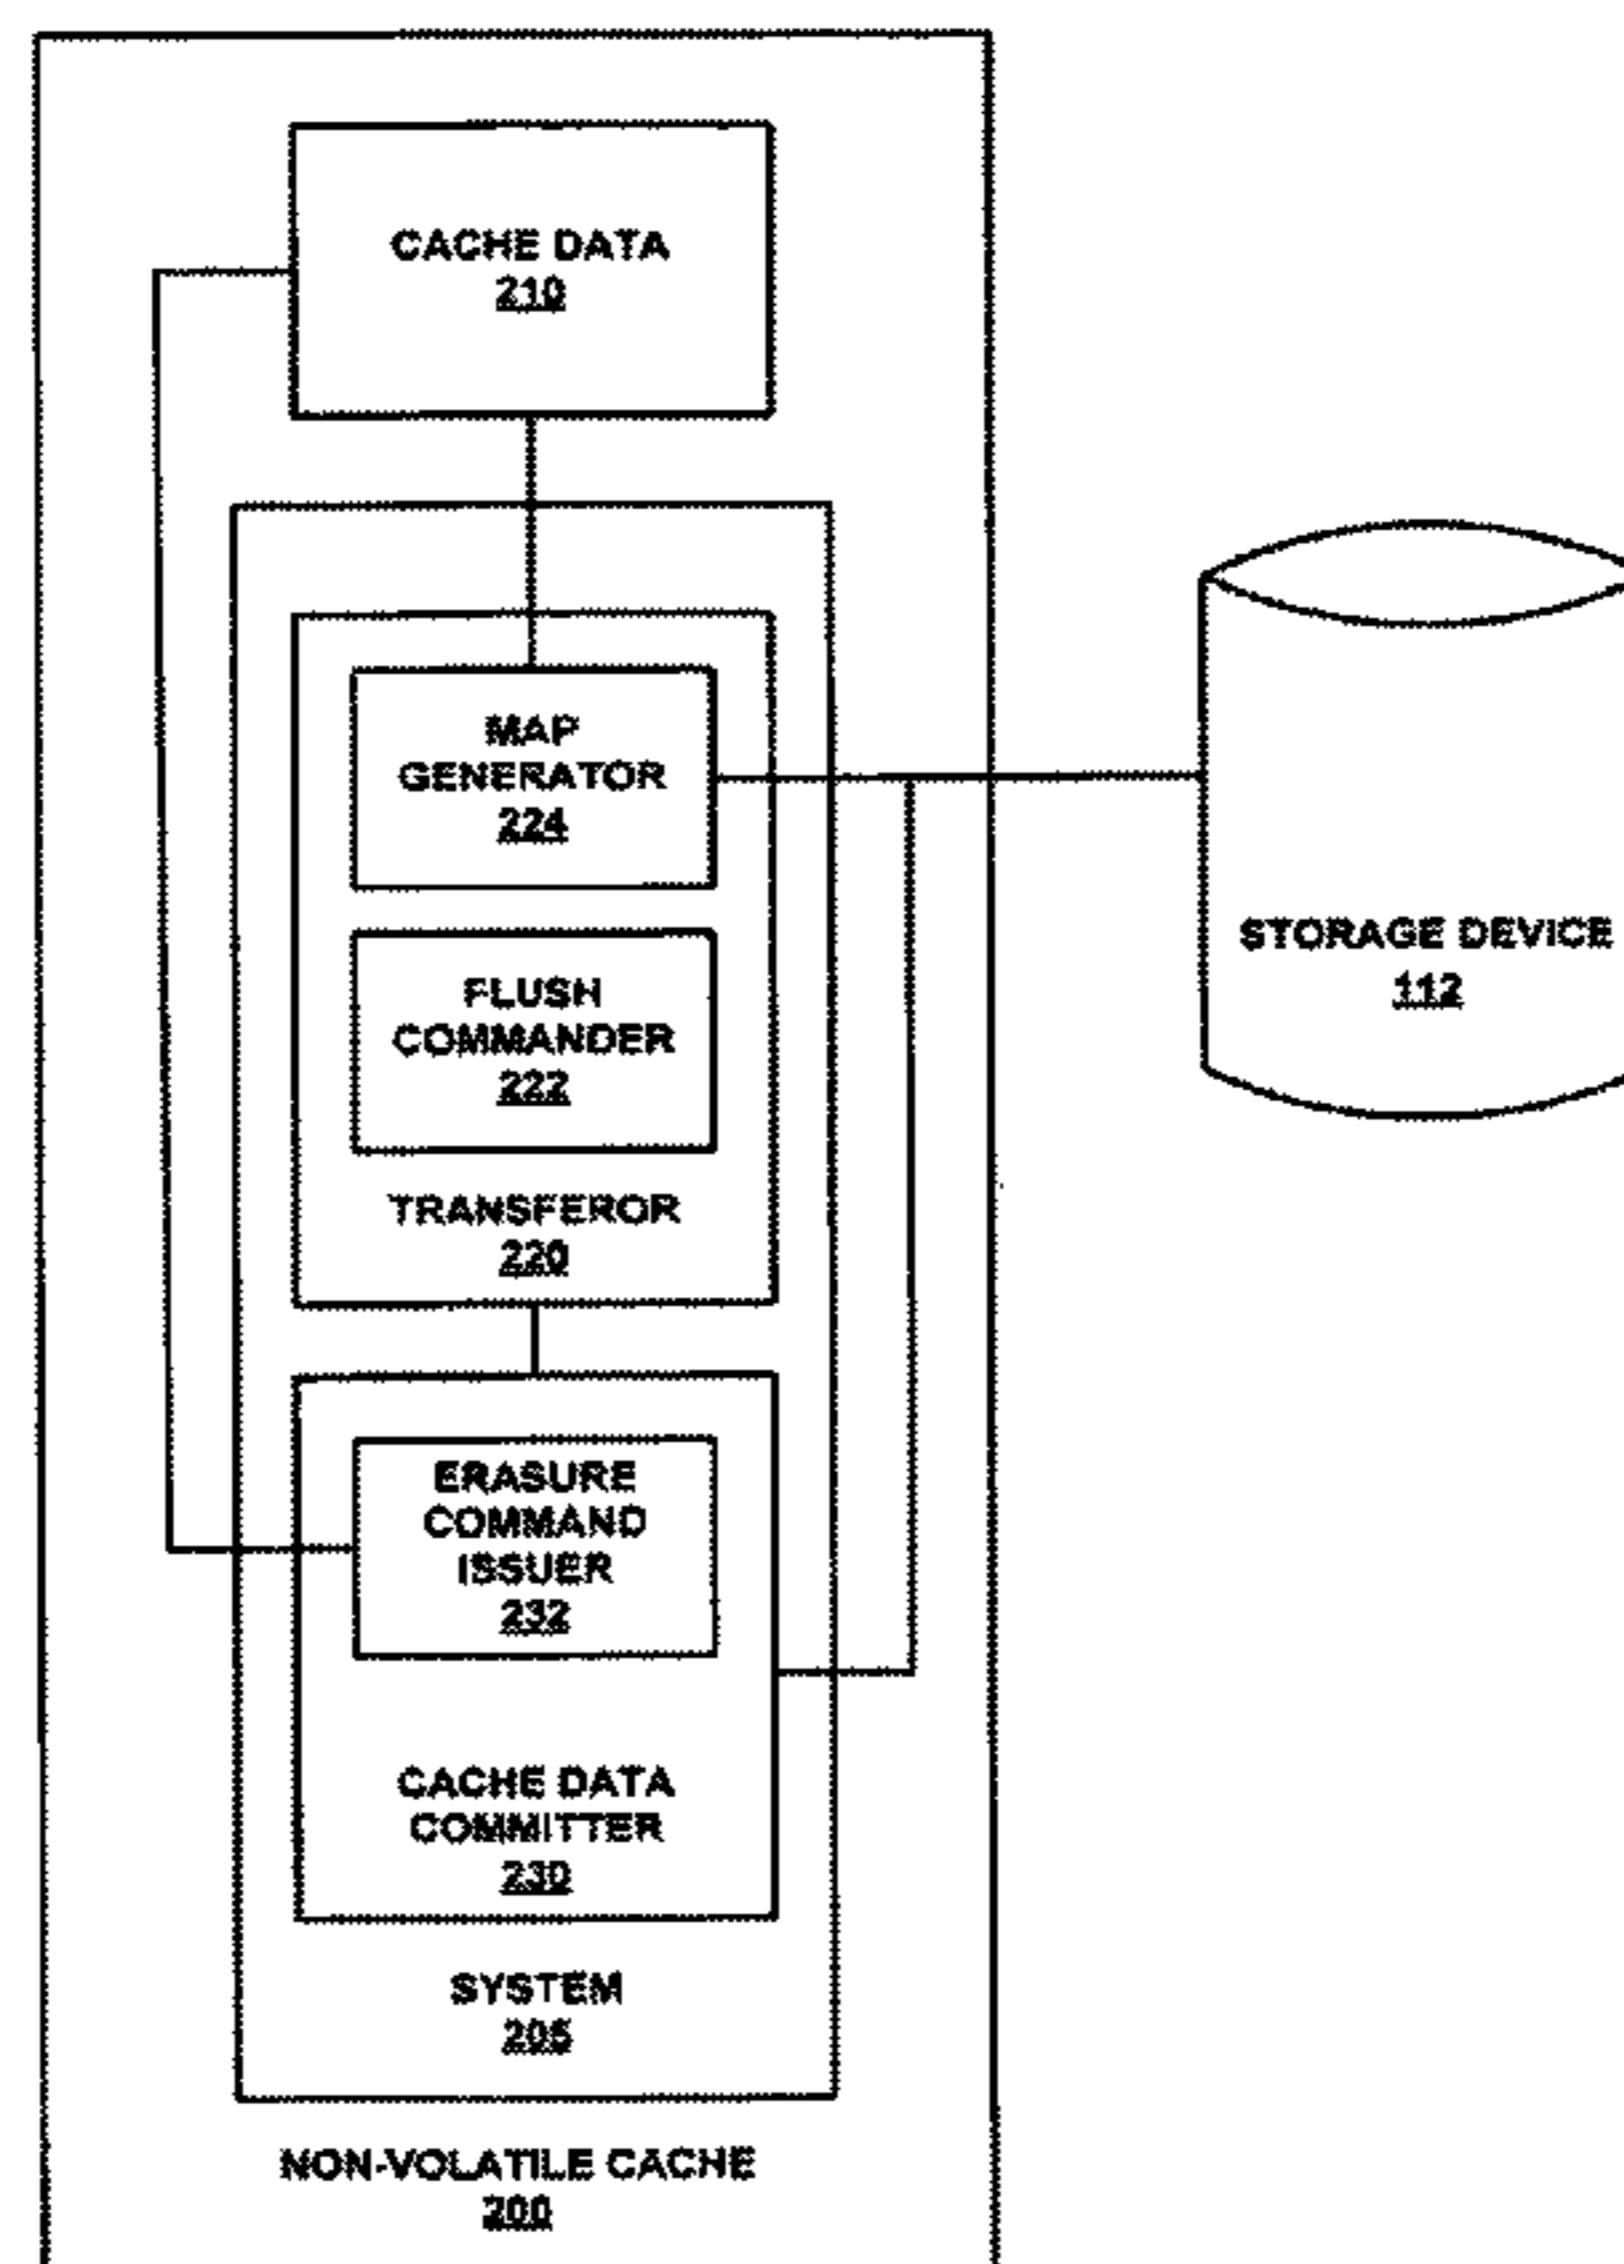 CACHE DATA
210
MAP
GENERATOR
224
FLUSH
COMMANDER
222
TRANSFEROR
220
STORAGE DEVICE
112
ERASURE
COMMAND
ISSUER
232
CACHE DATA
COMMITTER
230
SYSTEM
205
NON-VOLATILE CACHE
200